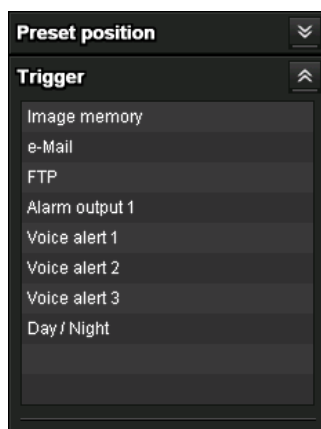 Preset position
Trigger
Image memory
e-Mail
FTP
Alarm output 1
Voice alert 1
Voice alert 2
Voice alert 3
Day / Night